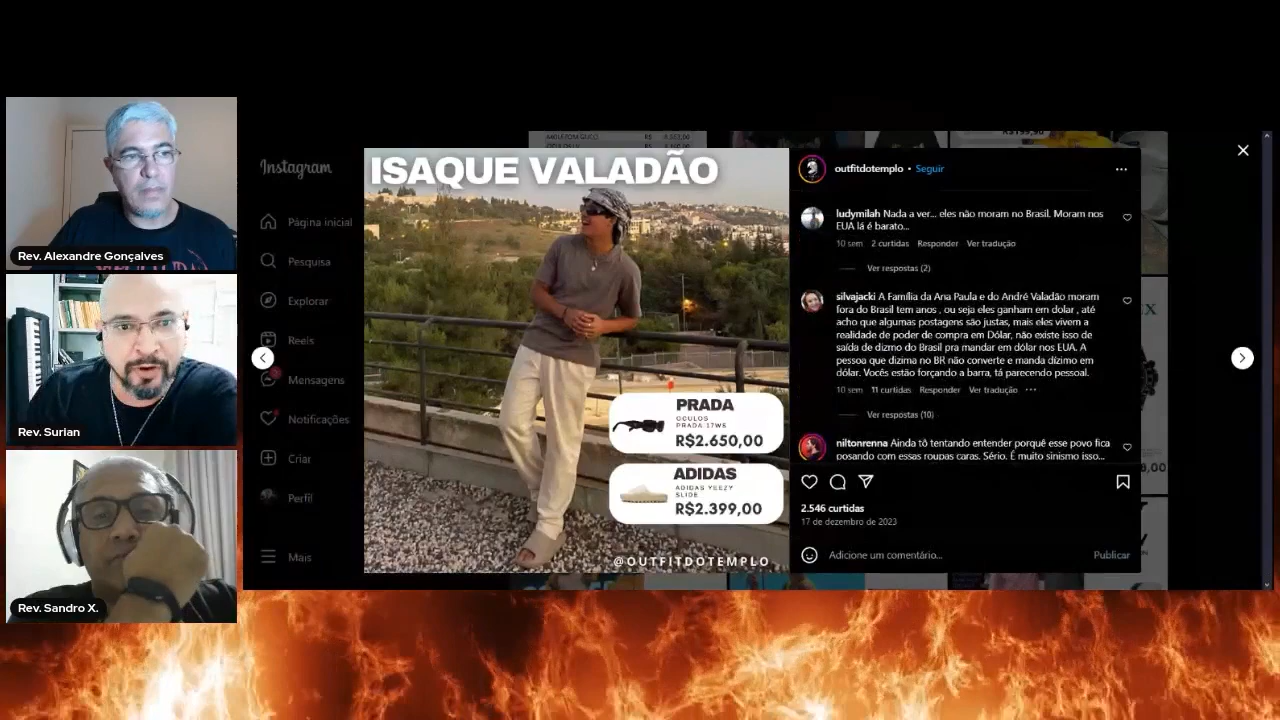 Rev. Alexandre Gonçalves
Rev. Surian
Rev. Sandro X.
Instagram
Página inicial
Pesquisa
Explorar
Reels
Mensagens
Notificações
Criar
Perfil
Mais
ISAQUE VALADÃO
PRADA
OCULOS
PRADA 17WS
R$2.650,00
ADIDAS
ADIDAS YEEZY
SLIDE
R$2.399,00
@OUTFITDOTEMPLO
outfitdotemplo • Seguir
ludymilah Nada a ver... eles não moram no Brasil. Moram nos
EUA lá é barato...
10 sem 2 curtidas Responder Ver tradução
Ver respostas (2)
silvajacki A Família da Ana Paula e do André Valadão moram
fora do Brasil tem anos , ou seja eles ganham em dolar , até
acho que algumas postagens são justas, mais eles vivem a
realidade de poder de compra em Dólar, não existe isso de
saída de dizmo do Brasil pra mandar em dólar nos EUA. A
pessoa que dizima no BR não converte e manda dízimo em
dólar. Vocês estão forçando a barra, tá parecendo pessoal.
10 sem 11 curtidas Responder Ver tradução
Ver respostas (10)
niltonrenna Ainda tô tentando entender porquê esse povo fica
posando com essas roupas caras. Sério. É muito sinismo isso...
2.546 curtidas
17 de dezembro de 2023
Adicione um comentário...
Publicar